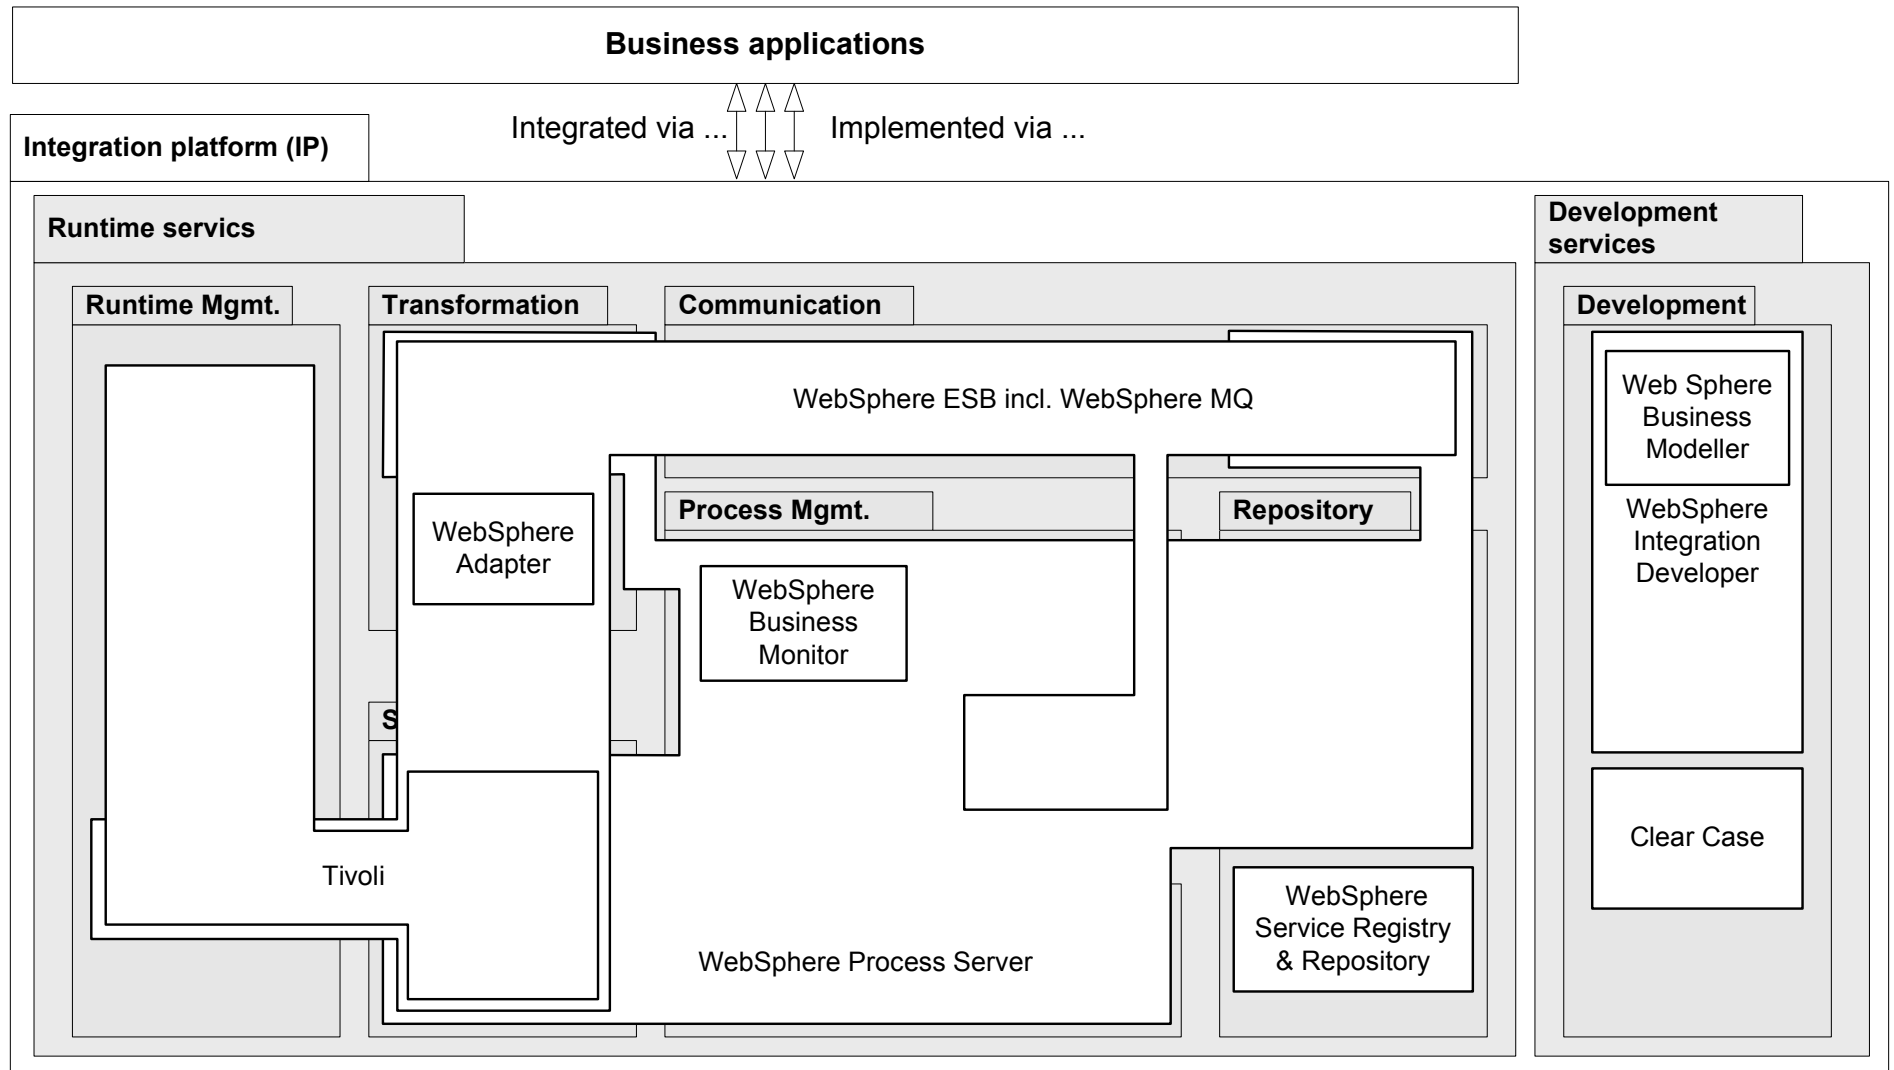 Business applications
Integrated via ...
Implemented via ...
Integration platform (IP)
Runtime servics
Development
services
Runtime Mgmt.
Transformation
Communication
Development
WebSphere ESB incl. WebSphere MQ
Web Sphere
Business
Modeller
WebSphere
Integration
Developer
Process Mgmt.
Repository
WebSphere
Adapter
WebSphere
Business
Monitor
Clear Case
Tivoli
WebSphere
Service Registry
& Repository
WebSphere Process Server